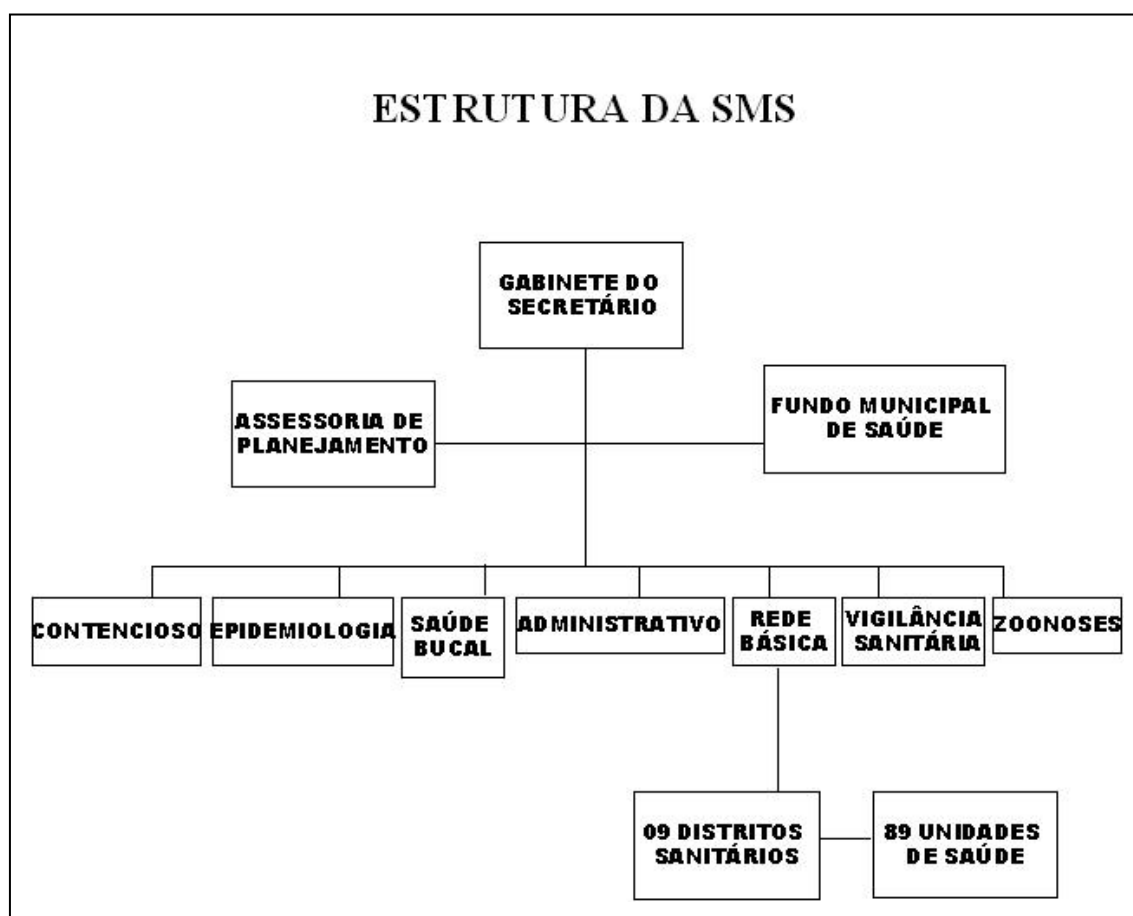 ESTRUTURA DA SMS
GABINETE DO
SECRETÁRIO
ASSESSORIA DE
PLANEJAMENTO
FUNDO MUNICIPAL
DE SAÚDE
CONTENCIOSO
EPIDEMIOLOGIA
SAÚDE
BUCAL
ADMINISTRATIVO
REDE
BÁSICA
VIGILÂNCIA
SANITÁRIA
ZOONOSES
09 DISTRITOS
SANITÁRIOS
89 UNIDADES
DE SAÚDE